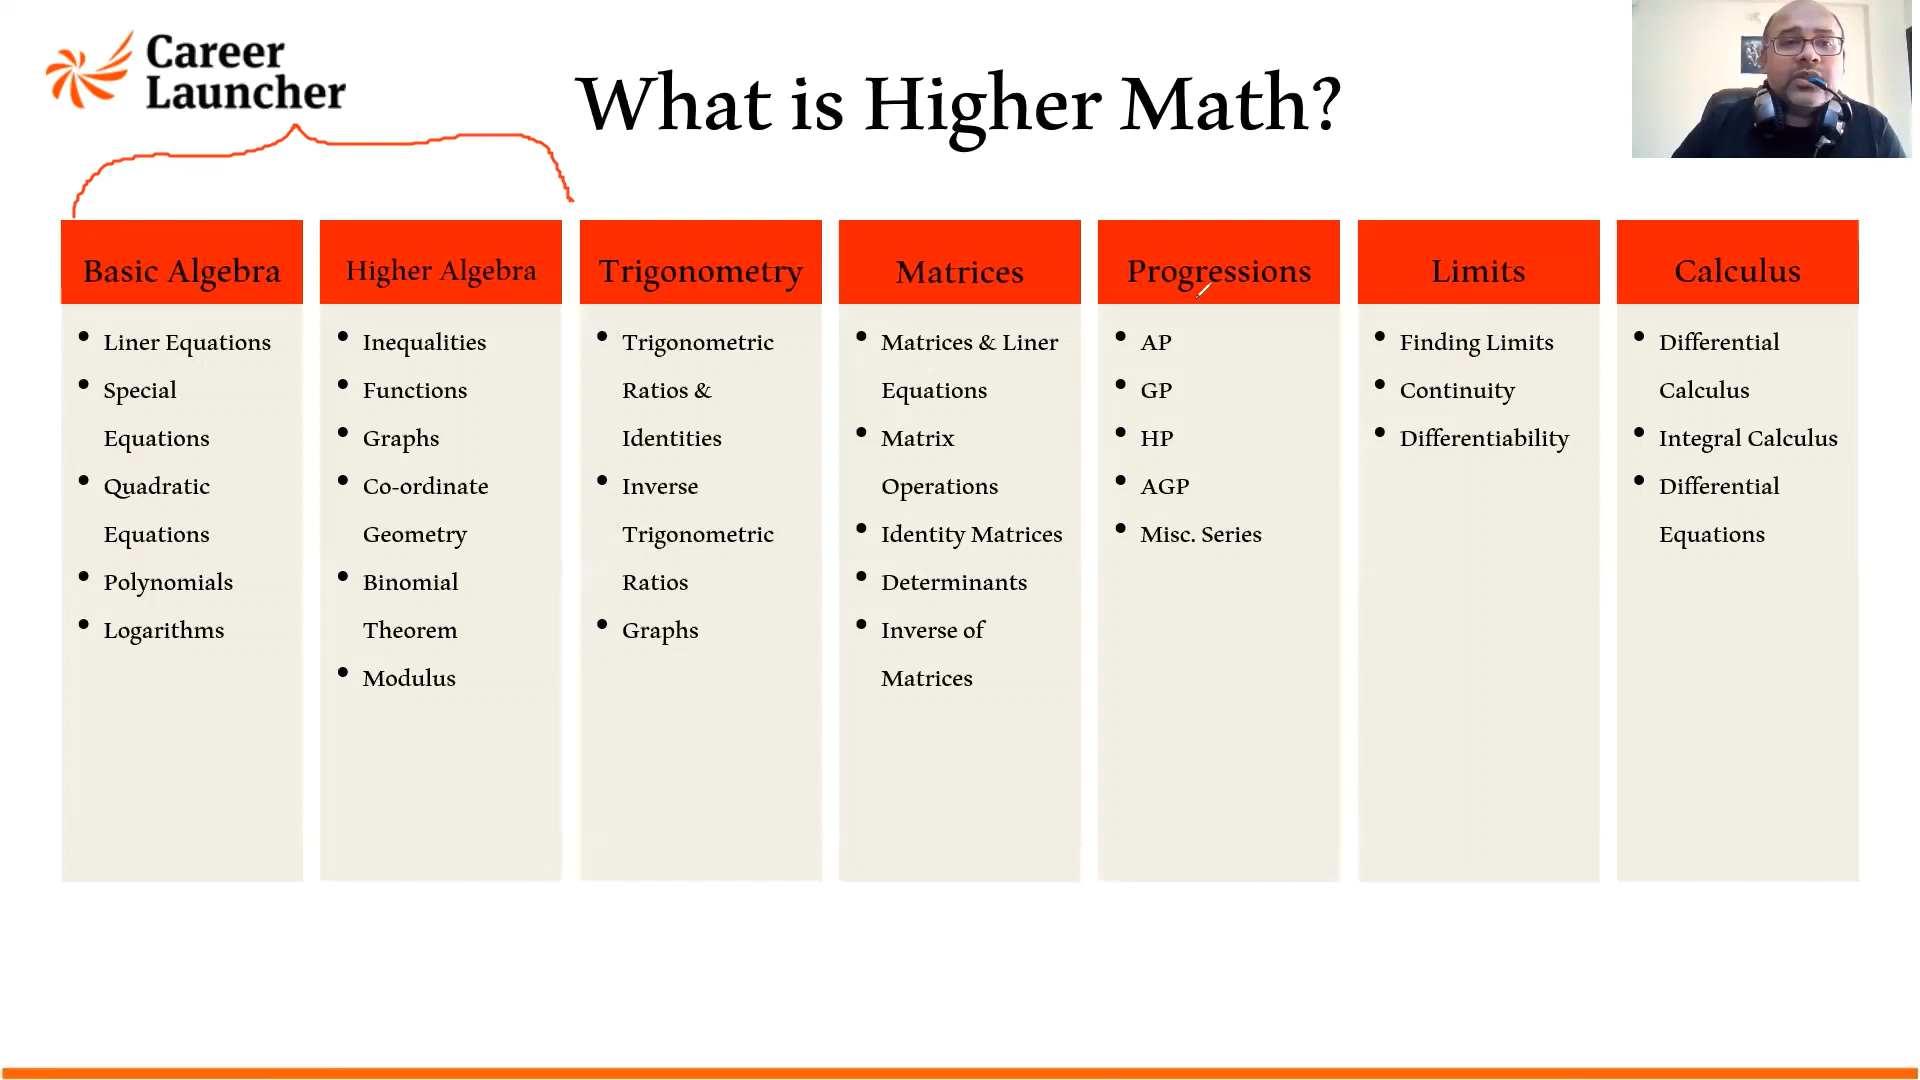 Career
Launcher
What is Higher Math?
Basic Algebra
Liner Equations
Special
Equations
Quadratic
Equations
Polynomials
Logarithms
Higher Algebra
Inequalities
Functions
Graphs
Co-ordinate
Geometry
Binomial
Theorem
Modulus
Trigonometry
Trigonometric
Ratios &
Identities
Inverse
Trigonometric
Ratios
Graphs
Matrices
Matrices & Liner
Equations
Matrix
Operations
Identity Matrices
Determinants
Inverse of
Matrices
Progressions
AP
GP
HP
AGP
Misc. Series
Limits
Finding Limits
Continuity
Differentiability
Calculus
Differential
Calculus
Integral Calculus
Differential
Equations